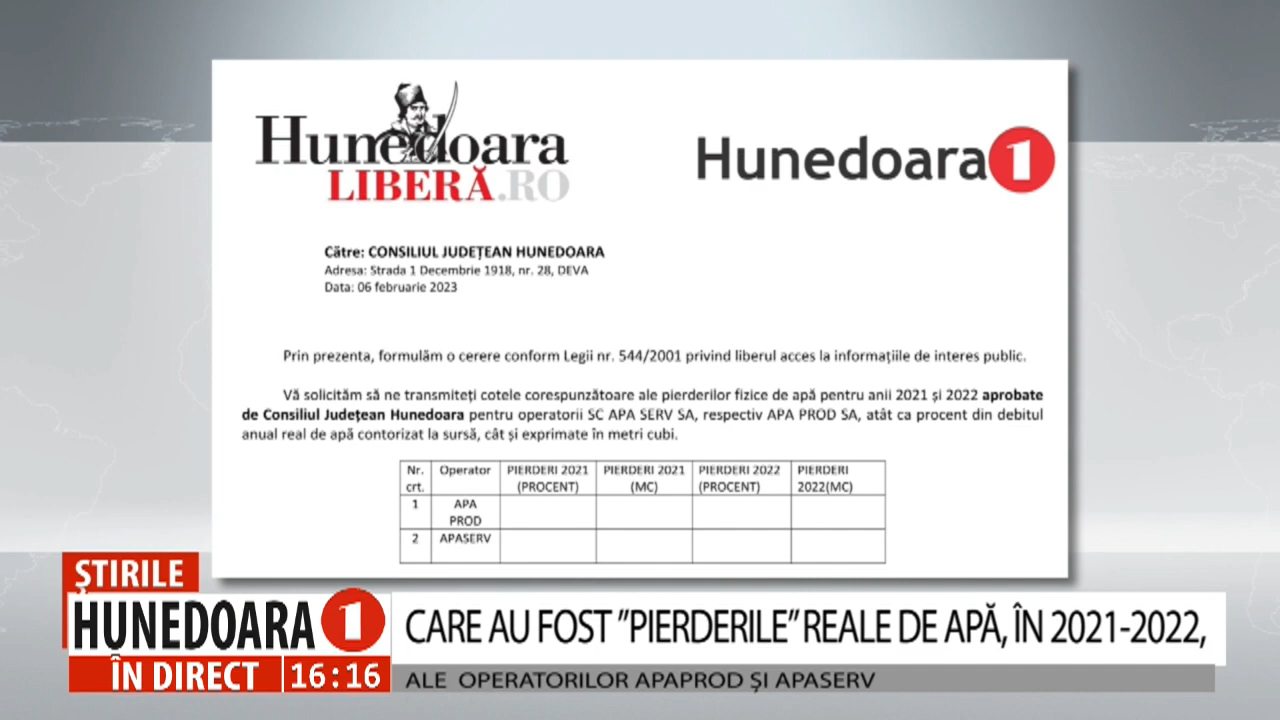 Hunedoara
LIBERĂ.RO
Hunedoara 1
Către: CONSILIUL JUDEȚEAN HUNEDOARA
Adresa: Strada 1 Decembrie 1918, nr. 28, DEVA
Data: 06 februarie 2023
Prin prezenta, formulăm o cerere conform Legii nr. 544/2001 privind liberul acces la informațiile de interes public.
Vă solicităm să ne transmiteți cotele corespunzătoare ale pierderilor fizice de apă pentru anii 2021 și 2022 aprobate
de Consiliul Județean Hunedoara pentru operatorii SC APA SERV SA, respectiv APA PROD SA, atât ca procent din debitul
anual real de apă contorizat la sursă, cât și exprimate în metri cubi.
Nr. Operator PIERDERI 2021 PIERDERI 2021 PIERDERI 2022 PIERDERI
crt. (PROCENT) (MC) (PROCENT) 2022(MC)
1 APA
PROD
2 APASERV
ŞTIRILE
HUNEDOARA 1
ÎN DIRECT 16:16
CARE AU FOST ”PIERDERILE” REALE DE APĂ, ÎN 2021-2022,
ALE OPERATORILOR APAPROD ŞI APASERV